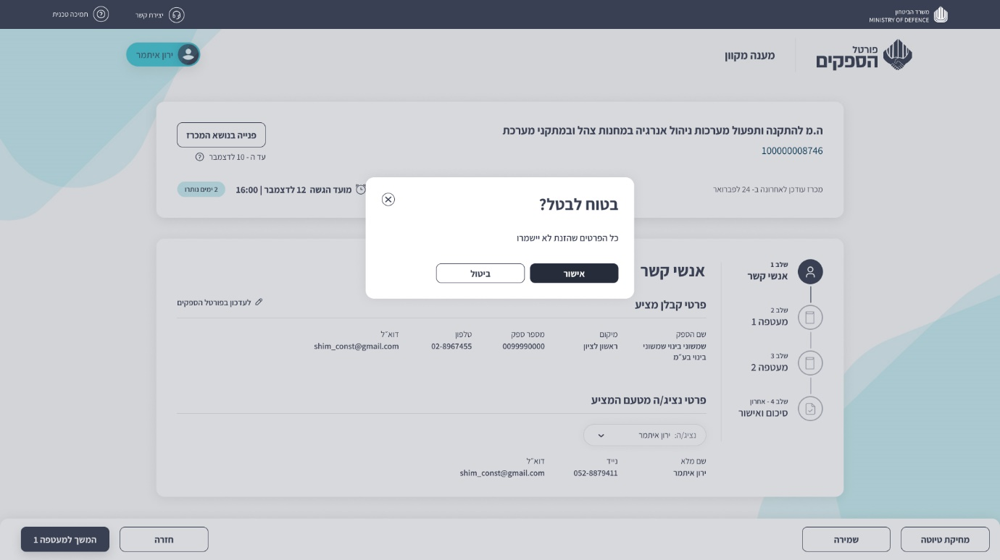 משרד הביטחון
MINISTRY OF DEFENCE
יצירת קשר
תמיכה טכנית
פורטל
הספקים
מענה מקוון
ירון איתמר
ה.מ להתקנה ותפעול מערכות ניהול אנרגיה במחנות צהל ובמתקני מערכת
100000008746
פנייה בנושא המכרז
עד ה - 10 לדצמבר
מכרז עודכן לאחרונה ב- 24 לפברואר
מועד הגשה 12 לדצמבר | 16:00
2 ימים נותרו
בטוח לבטל?
כל הפרטים שהזנת לא יישמרו
אישור
ביטול
שלב 1
אנשי קשר
שלב 2
מעטפה 1
שלב 3
מעטפה 2
שלב 4 - אחרון
סיכום ואישור
אנשי קשר
פרטי קבלן מציע
לעדכון בפורטל הספקים
שם הספק
שמשוני בינוי שמשוני
בינוי בע״מ
מיקום
ראשון לציון
מספר ספק
0099990000
טלפון
02-8967455
דוא״ל
shim_const@gmail.com
פרטי נציג/ה מטעם המציע
נציג/ה: ירון איתמר
שם מלא
ירון איתמר
נייד
052-8879411
דוא״ל
shim_const@gmail.com
מחיקת טיוטה
שמירה
חזרה
המשך למעטפה 1